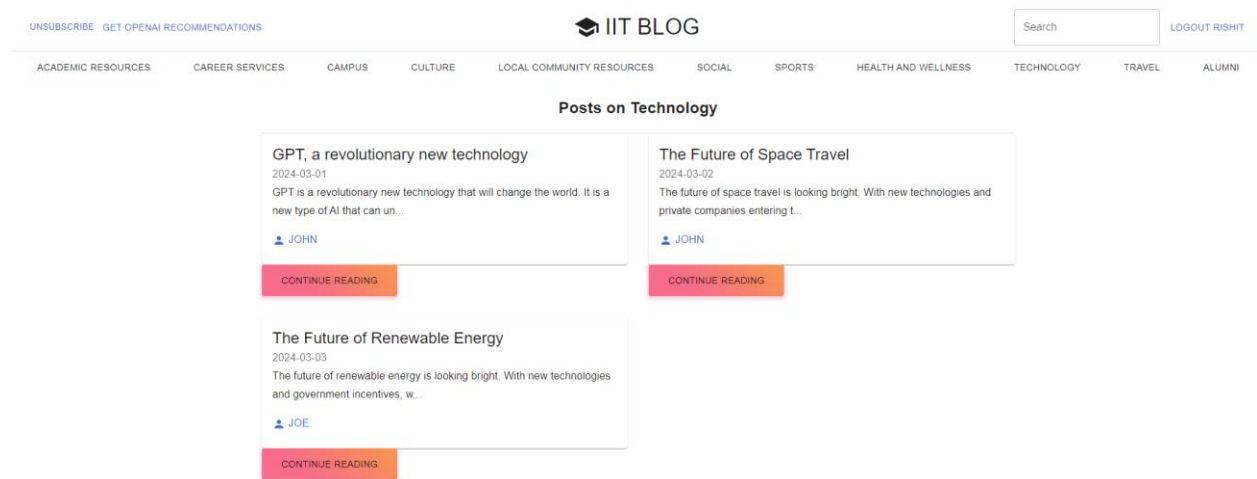 UNSUBSCRIBE GET OPENAI RECOMMENDATIONS
IIT BLOG
Search
LOGOUT RISHIT
ACADEMIC RESOURCES CAREER SERVICES CAMPUS CULTURE LOCAL COMMUNITY RESOURCES SOCIAL SPORTS HEALTH AND WELLNESS TECHNOLOGY TRAVEL ALUMNI
Posts on Technology
GPT, a revolutionary new technology
2024-03-01
GPT is a revolutionary new technology that will change the world. It is a
new type of AI that can un...
JOHN
CONTINUE READING
The Future of Space Travel
2024-03-02
The future of space travel is looking bright. With new technologies and
private companies entering t...
JOHN
CONTINUE READING
The Future of Renewable Energy
2024-03-03
The future of renewable energy is looking bright. With new technologies
and government incentives, w...
JOE
CONTINUE READING